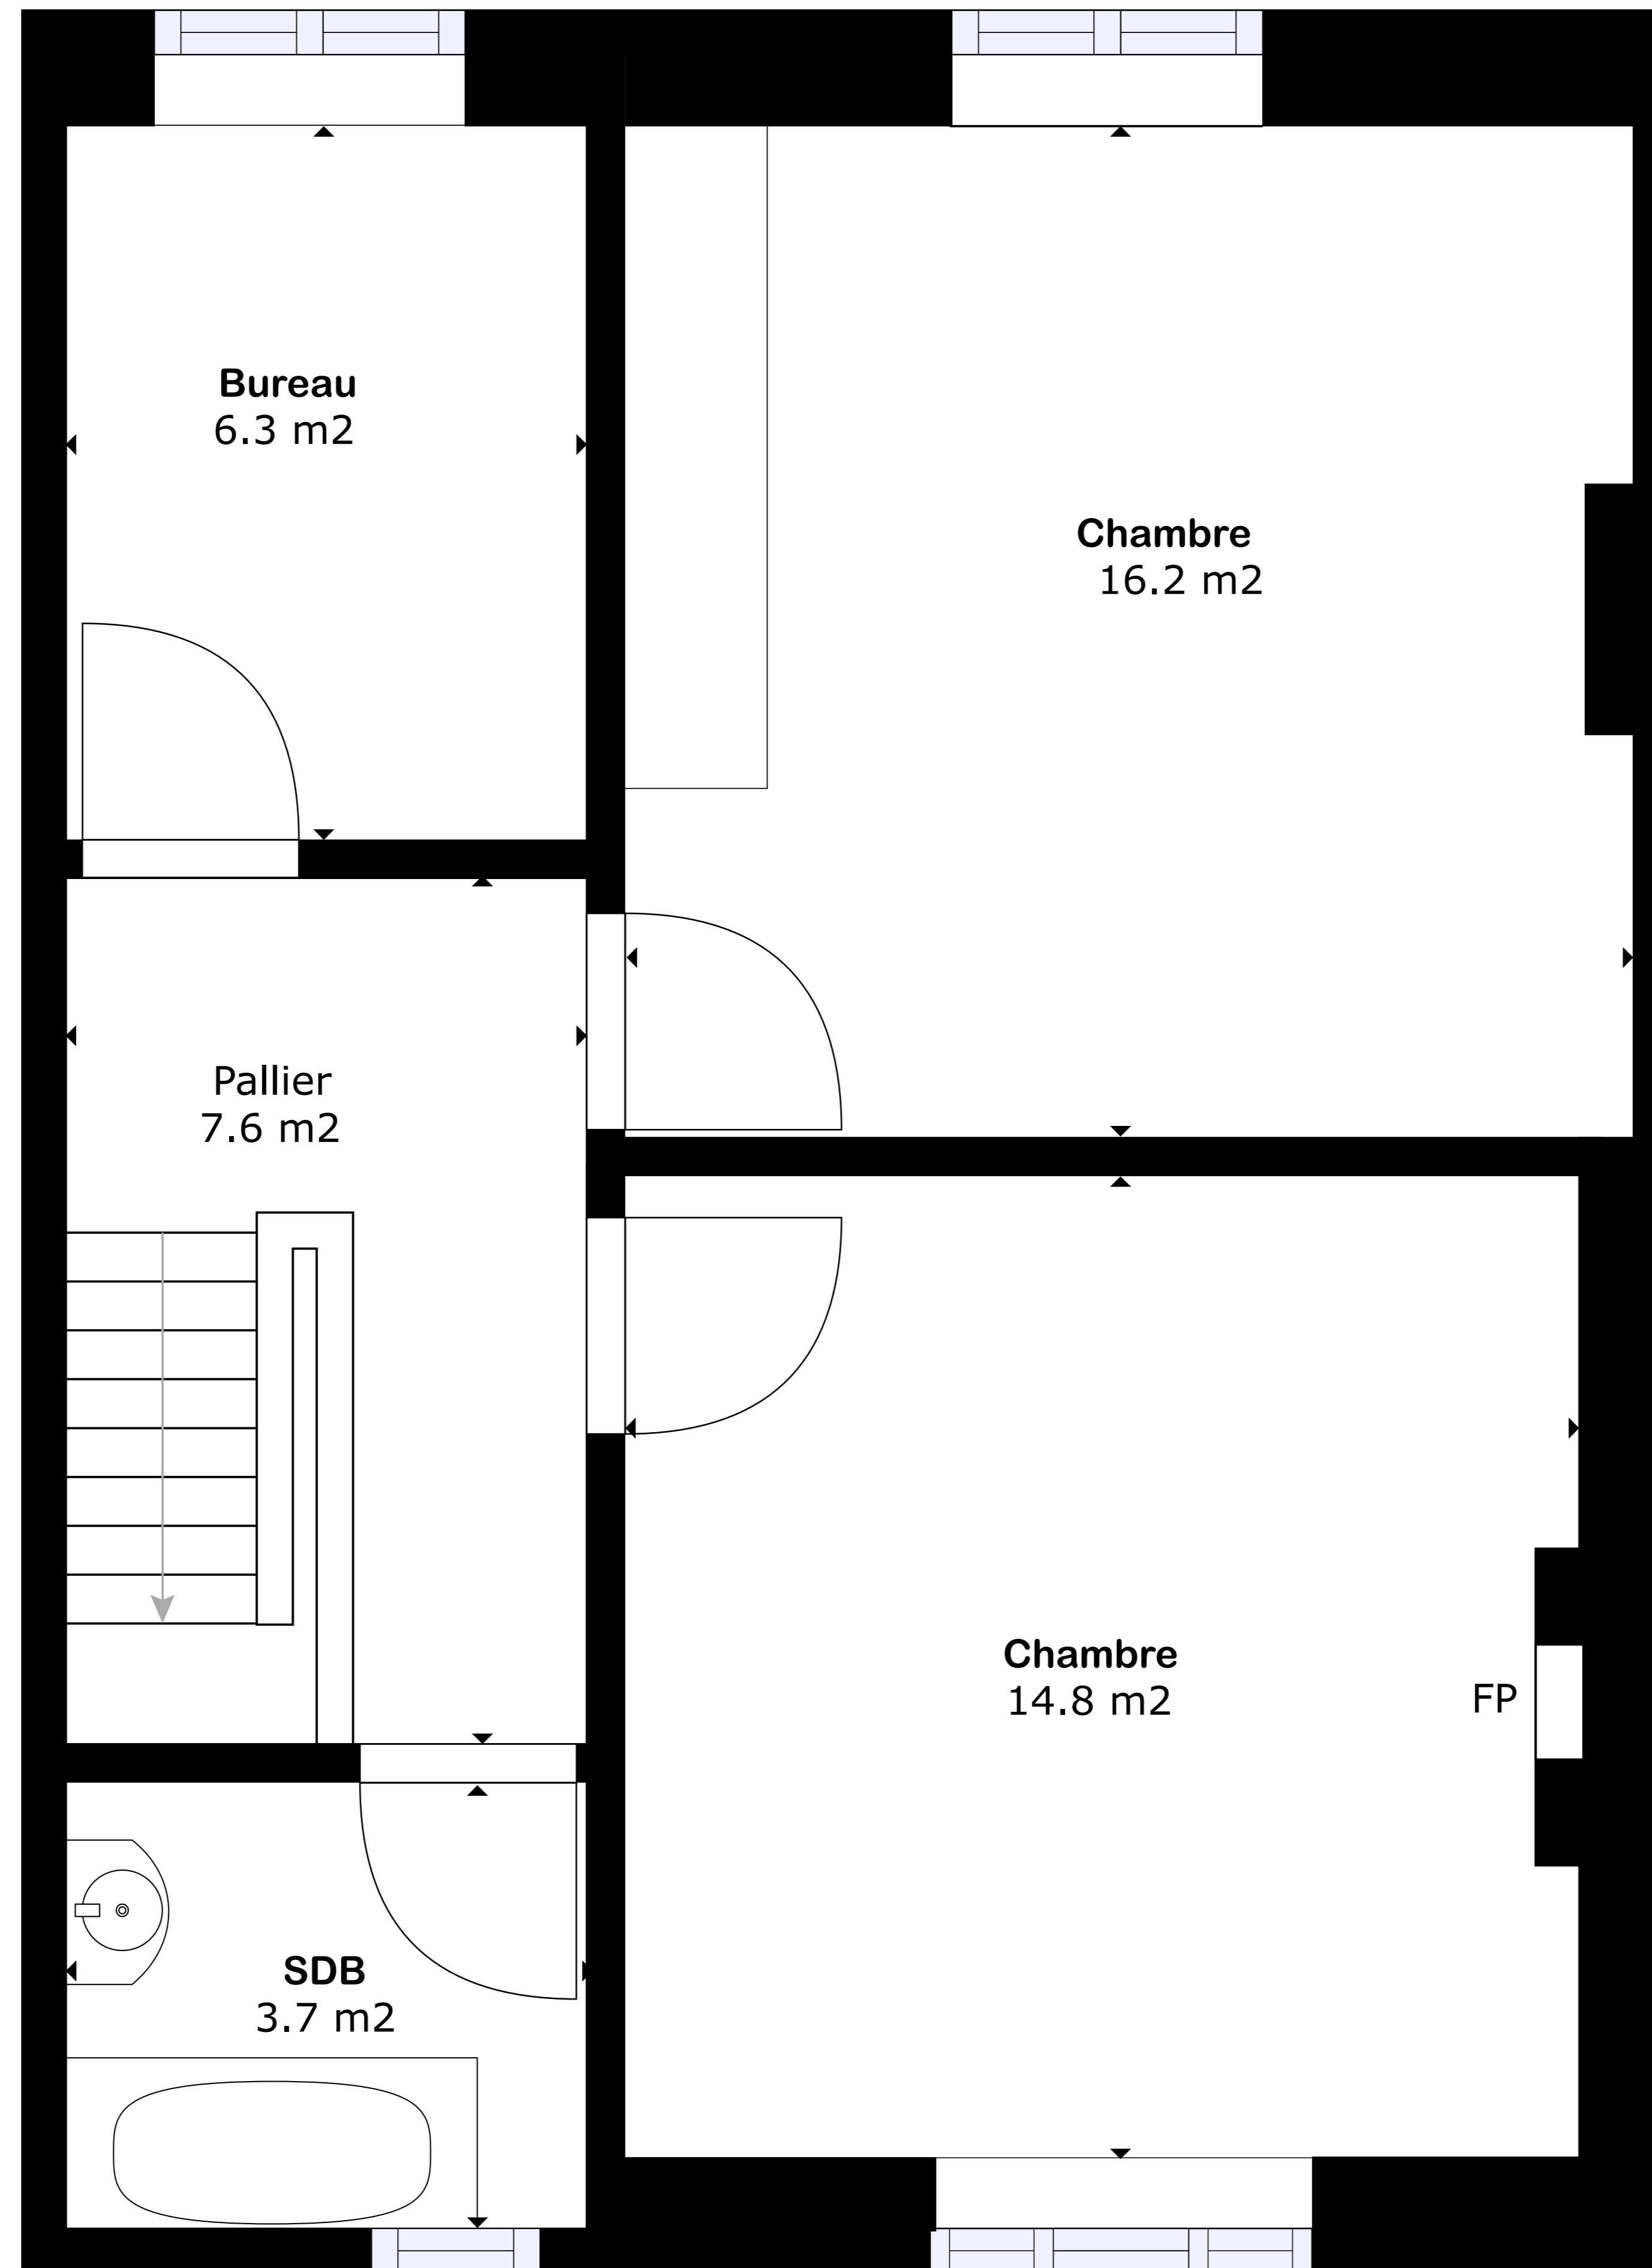 Bureau
6.3 m2
Chambre
16.2 m2
Pallier
7.6 m2
Chambre
14.8 m2
FP
SDB
3.7 m2